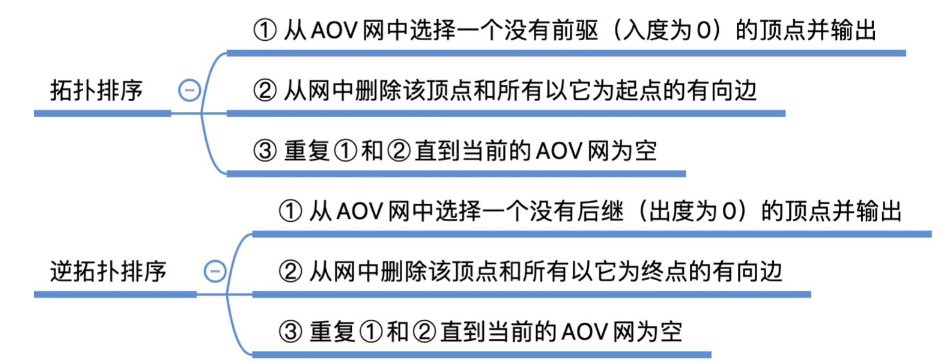 ① 从AOV网中选择一个没有前驱（入度为0）的顶点并输出
拓扑排序
② 从网中删除该顶点和所有以它为起点的有向边
③ 重复①和②直到当前的AOV网为空
① 从AOV网中选择一个没有后继（出度为0）的顶点并输出
逆拓扑排序
② 从网中删除该顶点和所有以它为终点的有向边
③ 重复①和②直到当前的AOV网为空